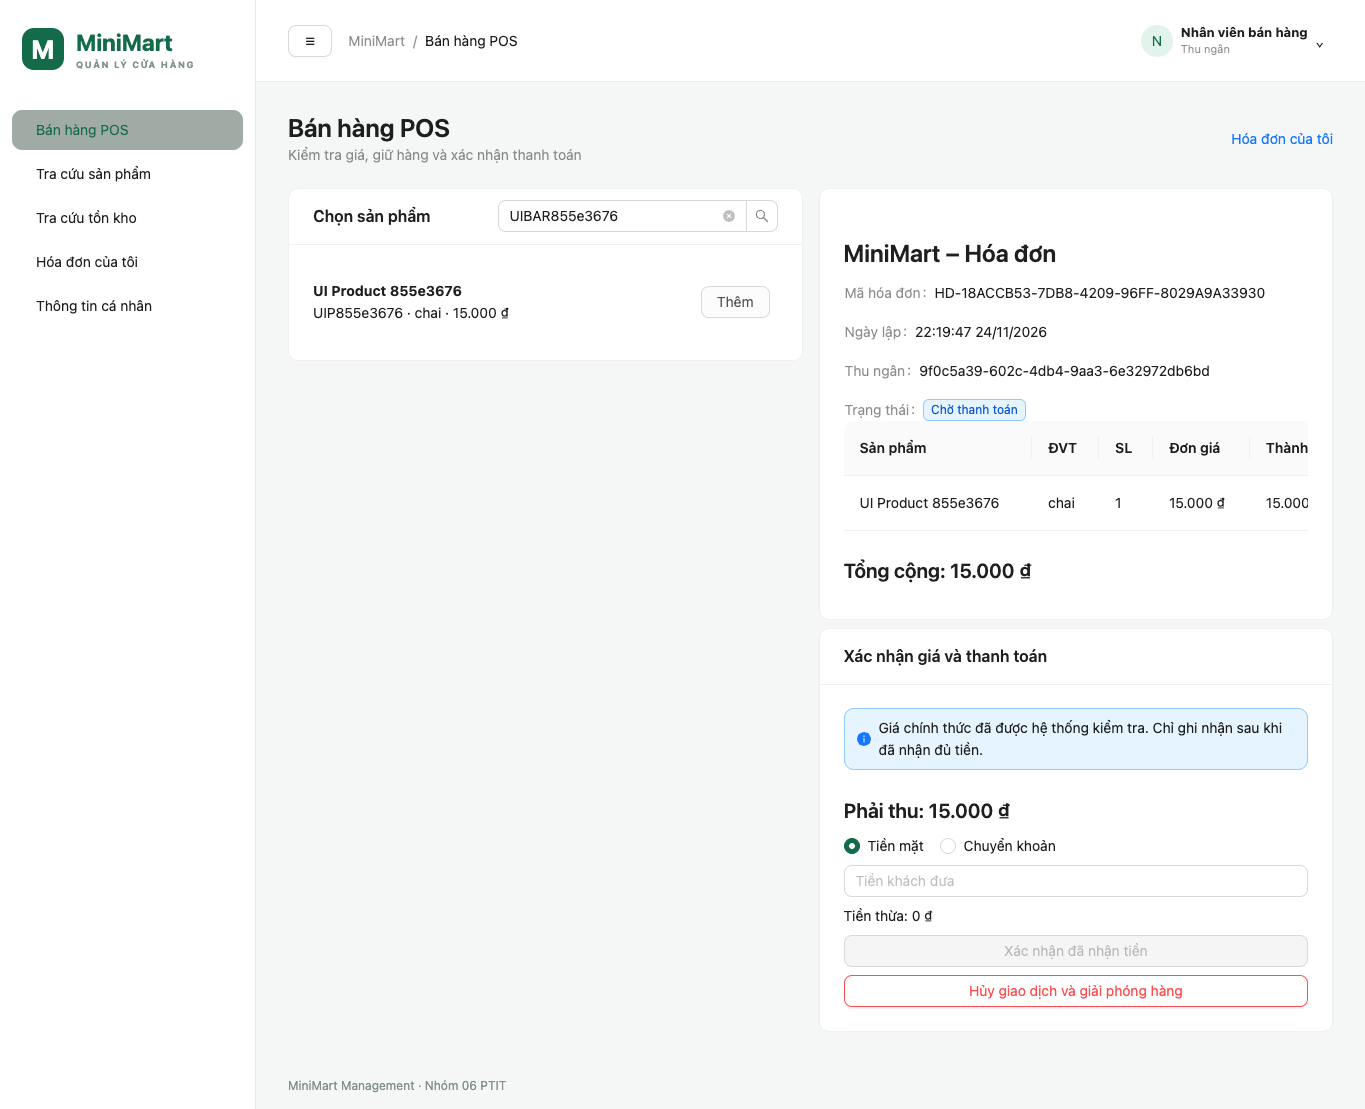 M MiniMart
QUẢN LÝ CỬA HÀNG
Bán hàng POS
Tra cứu sản phẩm
Tra cứu tồn kho
Hóa đơn của tôi
Thông tin cá nhân
MiniMart / Bán hàng POS
N
Nhân viên bán hàng
Thu ngân
Bán hàng POS
Kiểm tra giá, giữ hàng và xác nhận thanh toán
Hóa đơn của tôi
Chọn sản phẩm
UIBAR855e3676
UI Product 855e3676
UIP855e3676 · chai · 15.000 ₫
Thêm
MiniMart – Hóa đơn
Mã hóa đơn: HD-18ACCB53-7DB8-4209-96FF-8029A9A33930
Ngày lập: 22:19:47 24/11/2026
Thu ngân: 9f0c5a39-602c-4db4-9aa3-6e32972db6bd
Trạng thái: Chờ thanh toán
Sản phẩm ĐVT SL Đơn giá Thành
UI Product 855e3676 chai 1 15.000 ₫ 15.000
Tổng cộng: 15.000 ₫
Xác nhận giá và thanh toán
Giá chính thức đã được hệ thống kiểm tra. Chỉ ghi nhận sau khi
đã nhận đủ tiền.
Phải thu: 15.000 ₫
Tiền mặt Chuyển khoản
Tiền khách đưa
Tiền thừa: 0 ₫
Xác nhận đã nhận tiền
Hủy giao dịch và giải phóng hàng
MiniMart Management · Nhóm 06 PTIT